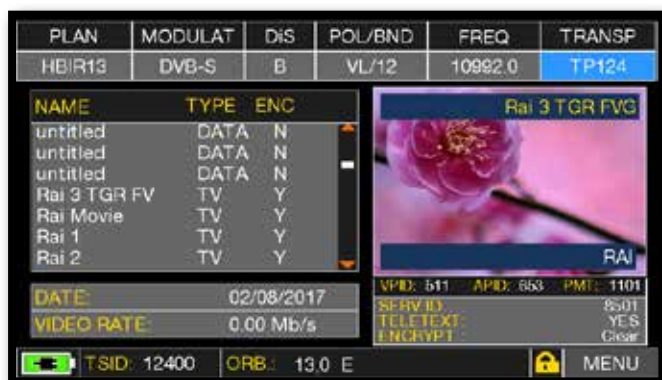 PLAN MODULAT DiS POL/BND FREQ TRANSP
HBIR13 DVB-S B VL/12 10992.0 TP124
NAME TYPE ENC
untitled DATA N
untitled DATA N
untitled DATA N
Rai 3 TGR FV TV Y
Rai Movie TV Y
Rai 1 TV Y
Rai 2 TV Y
Rai 3 TGR FVG
RAI
DATE: 02/08/2017
VIDEO RATE: 0.00 Mb/s
VPID: 511 APID: 653 PMT: 1101
SERV.ID.: 8501
TELETEXT: YES
ENCRYPT: Clear
TSID: 12400 ORB.: 13.0 E MENU